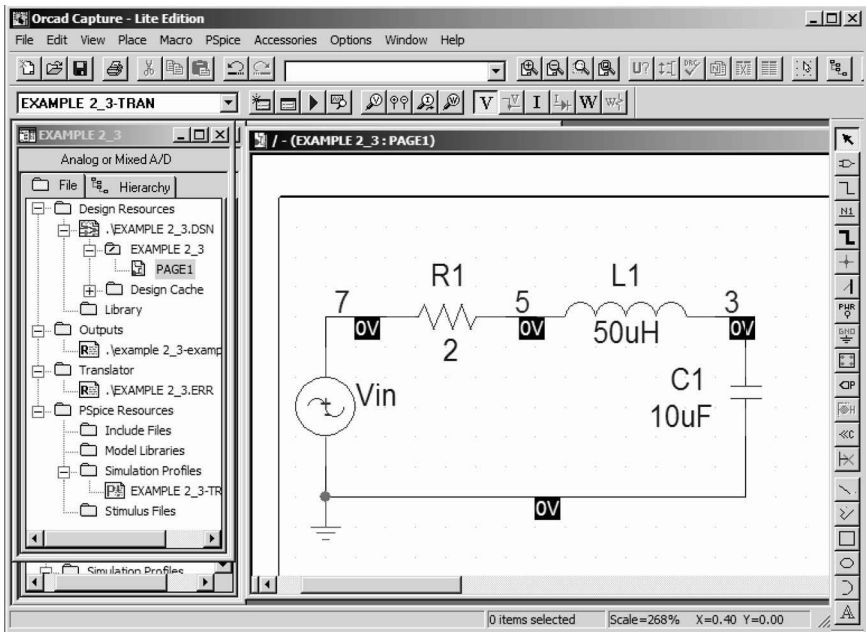 Orcad Capture - Lite Edition
File Edit View Place Macro PSpice Accessories Options Window Help
U?
DRC
EXAMPLE 2_3-TRAN
V I W
EXAMPLE 2_3
Analog or Mixed A/D
File Hierarchy
Design Resources
.\EXAMPLE 2_3.DSN
EXAMPLE 2_3
PAGE1
Design Cache
Library
Outputs
.\example 2_3-examp
Translator
.\EXAMPLE 2_3.ERR
PSpice Resources
Include Files
Model Libraries
Simulation Profiles
EXAMPLE 2_3-TR
Stimulus Files
Simulation Profiles
/ - (EXAMPLE 2_3 : PAGE1)
R1 L1
7 5 3
0V 0V 0V
2 50uH
Vin
C1
10uF
0V
N1
PWR
GND
0 items selected Scale=268% X=0.40 Y=0.00